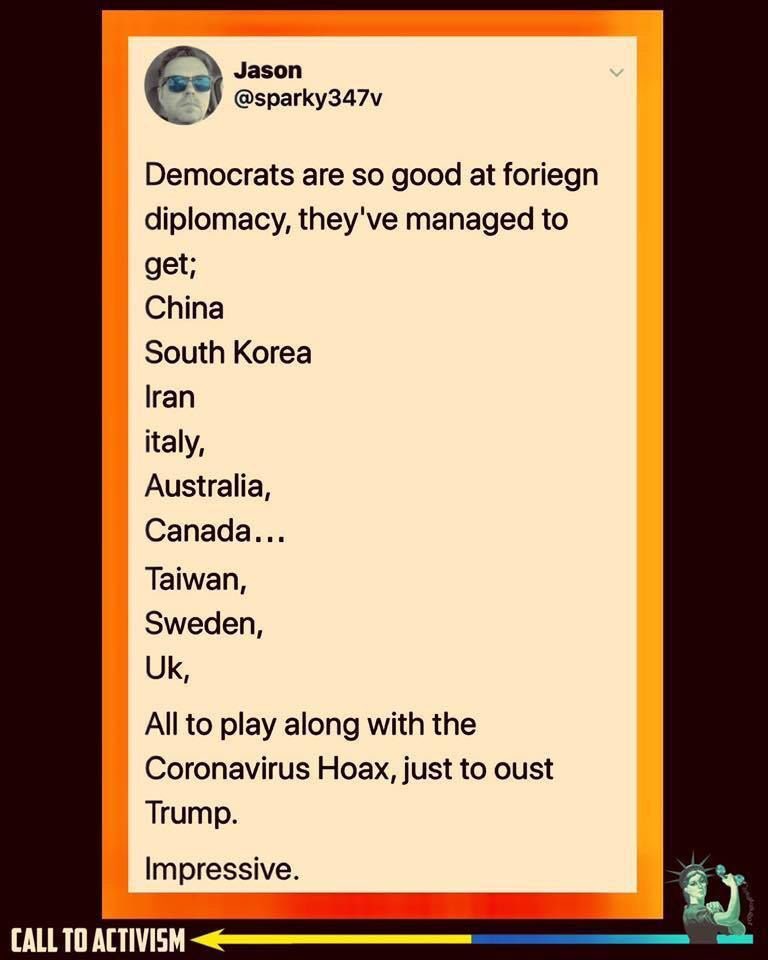 Jason
@sparky347v
Democrats are so good at foriegn
diplomacy, they've managed to
get;
China
South Korea
Iran
italy,
Australia,
Canada...
Taiwan,
Sweden,
Uk,
All to play along with the
Coronavirus Hoax, just to oust
Trump.
Impressive.
CALL TO ACTIVISM